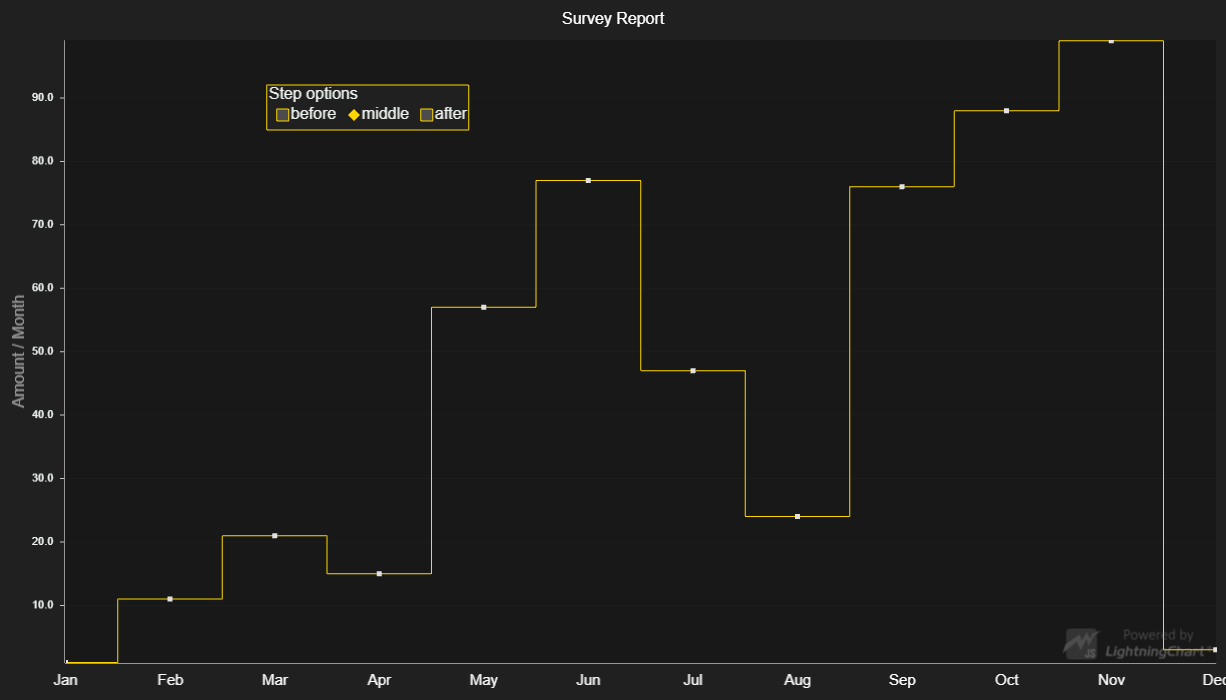 Survey Report
Step options
before middle after
90.0
80.0
70.0
60.0
50.0
40.0
30.0
20.0
10.0
Amount / Month
Powered by
JS LightningChart
Jan Feb Mar Apr May Jun Jul Aug Sep Oct Nov Dec